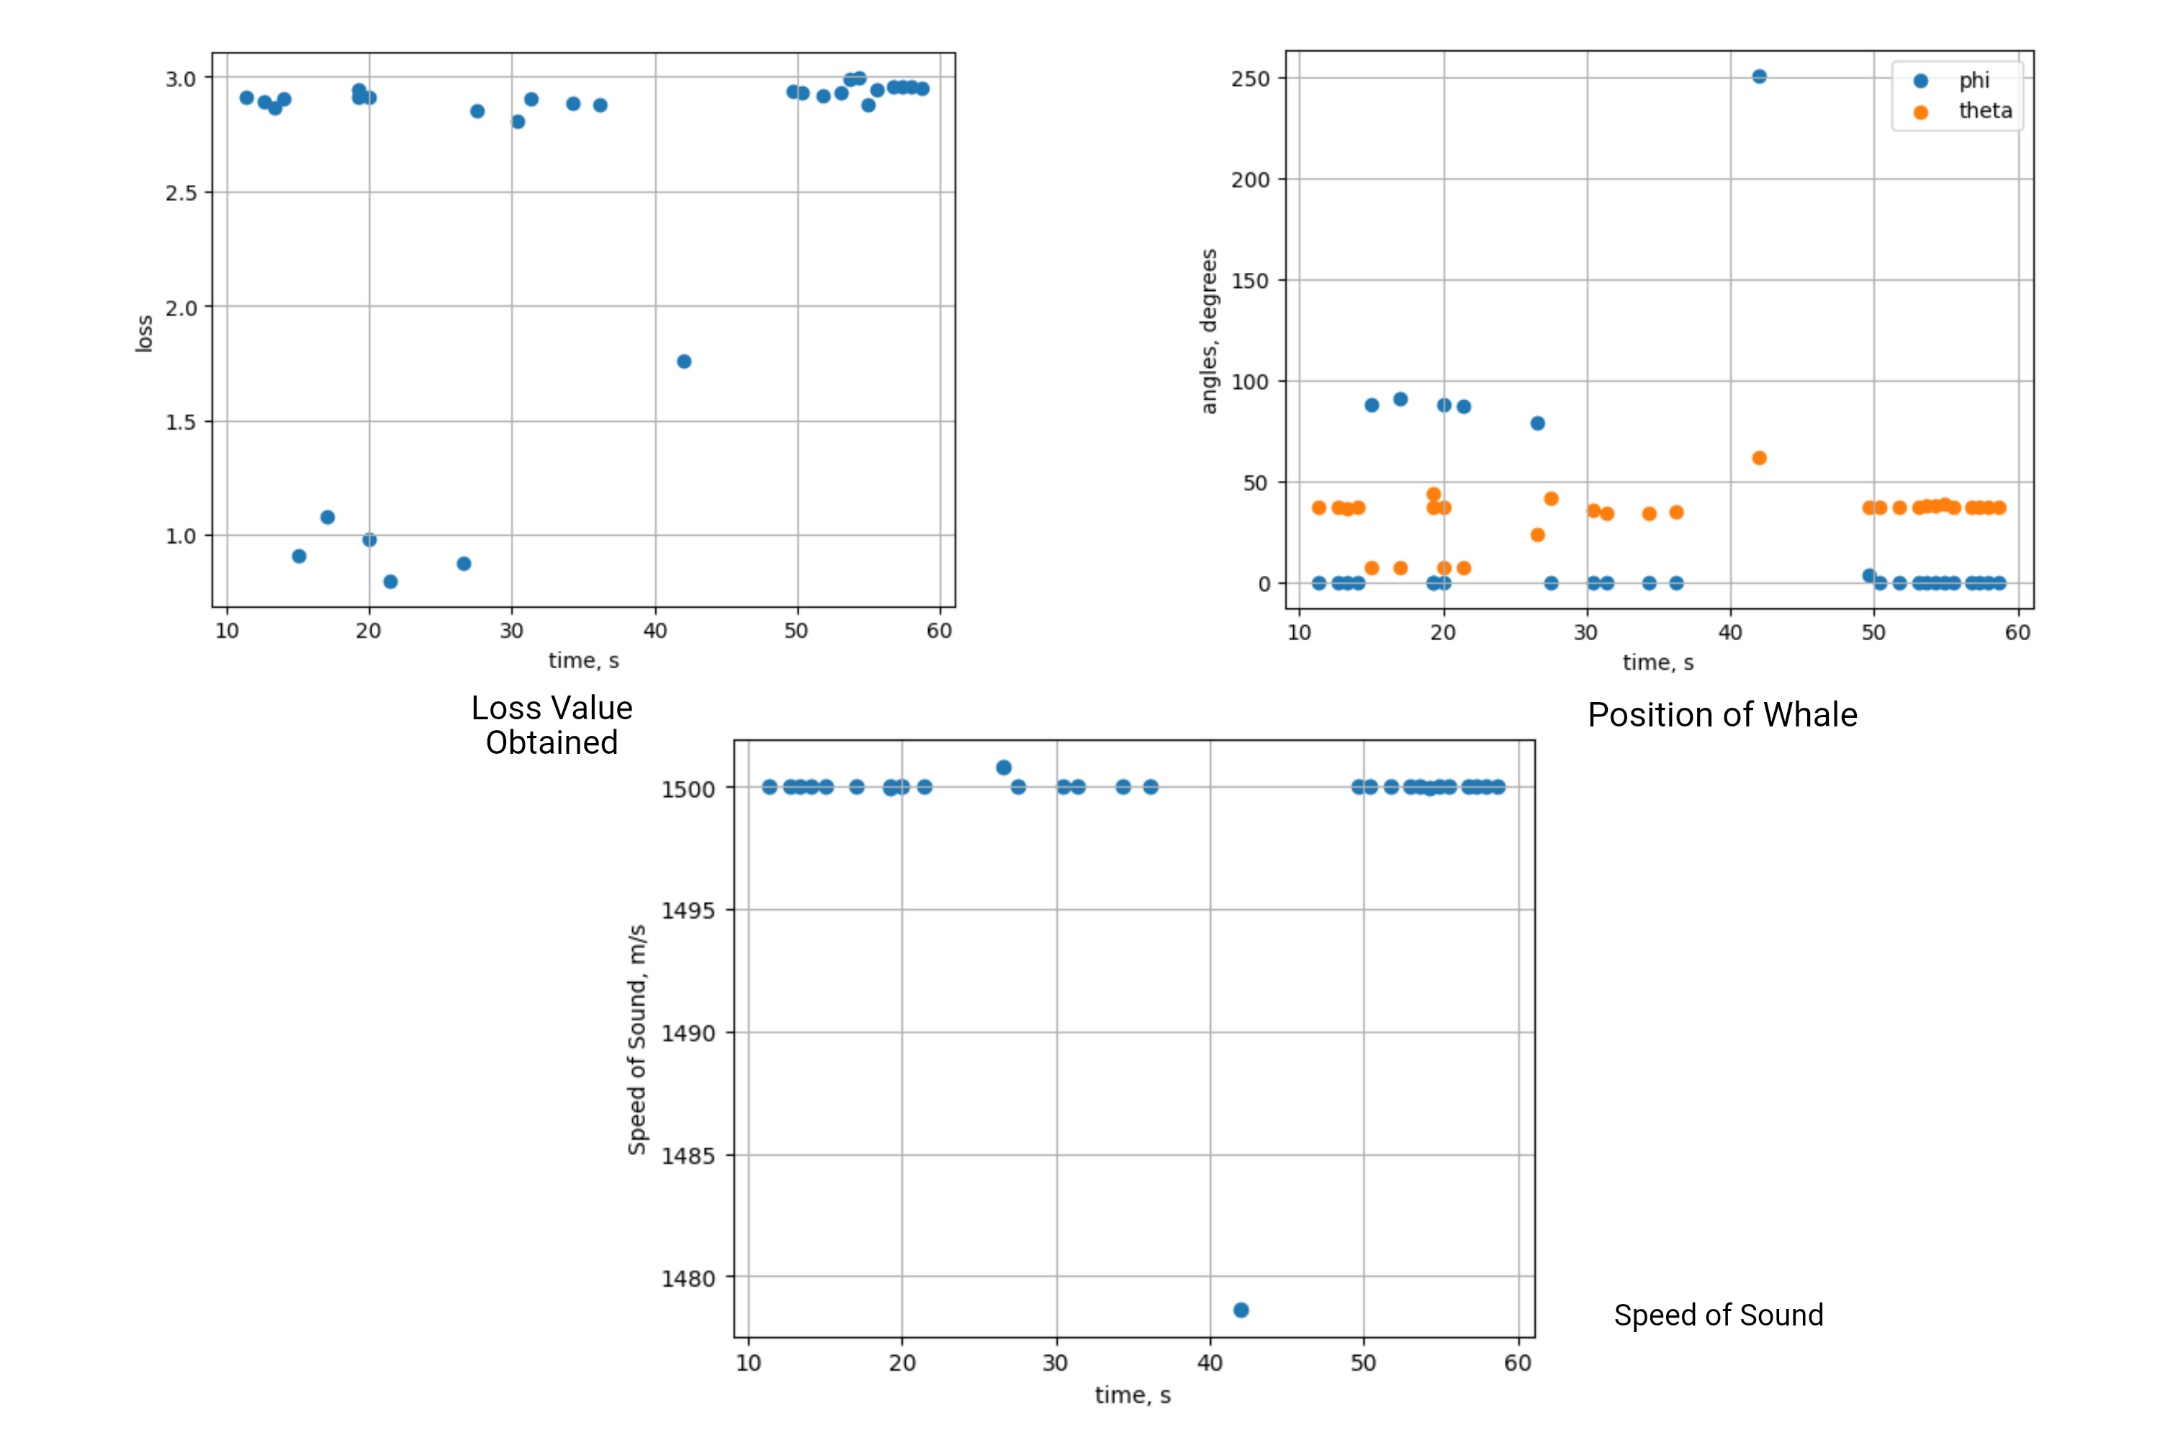 3.0
2.5
2.0
1.5
1.0
loss
10 20 30 40 50 60
time, s
Loss Value
Obtained
250
200
150
100
50
0
angles, degrees
phi
theta
10 20 30 40 50 60
time, s
Position of Whale
1500
1495
1490
1485
1480
Speed of Sound, m/s
10 20 30 40 50 60
time, s
Speed of Sound